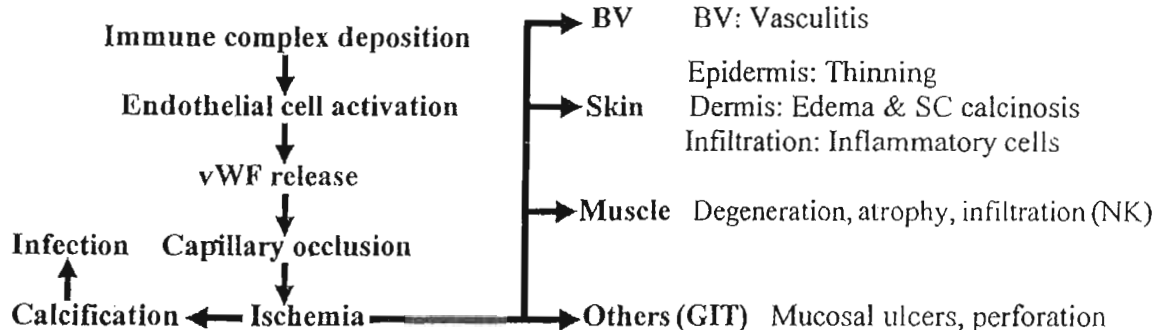 Immune complex deposition
Endothelial cell activation
vWF release
Capillary occlusion
Infection
Calcification
Ischemia
BV BV: Vasculitis
Epidermis: Thinning
Skin Dermis: Edema & SC calcinosis
Infiltration: Inflammatory cells
Muscle Degeneration, atrophy, infiltration (NK)
Others (GIT) Mucosal ulcers, perforation